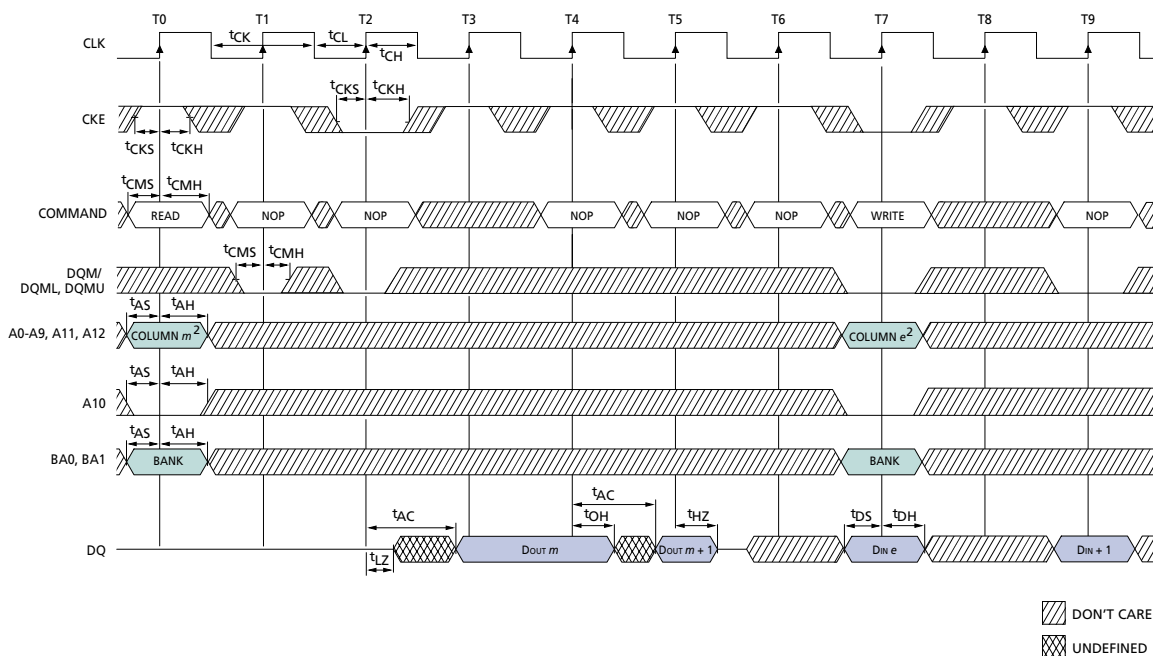 T0 T1 T2 T3 T4 T5 T6 T7 T8 T9
CLK
tCK tCL
tCH
tCKS tCKH
CKE
tCKS tCKH
tCMS tCMH
COMMAND READ NOP NOP NOP NOP NOP WRITE NOP
tCMS tCMH
DQM/
DQML, DQMU
tAS tAH
A0-A9, A11, A12 COLUMN m2 COLUMN e2
tAS tAH
A10
tAS tAH
BA0, BA1 BANK BANK
tAC tAC
tOH tHZ tDS tDH
DQ DOUT m DOUT m + 1 DIN e DIN + 1
tLZ
DON'T CARE
UNDEFINED